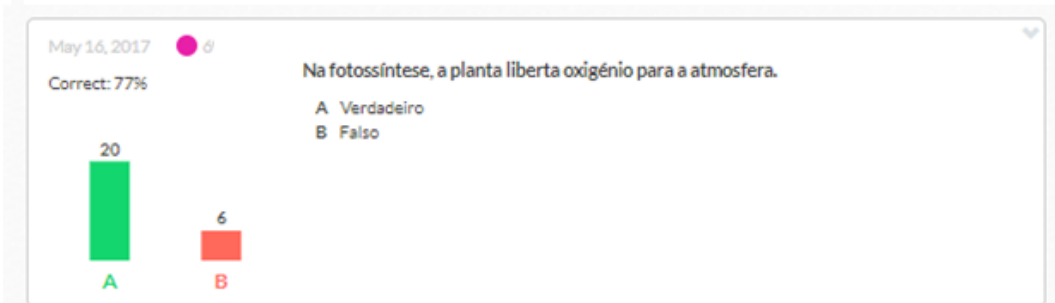 May 16, 2017
Correct: 77%
Na fotossíntese, a planta liberta oxigénio para a atmosfera.
A Verdadeiro
B Falso
20
6
A
B